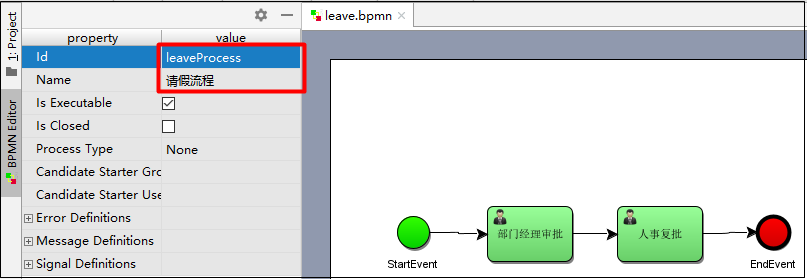 1: Project
BPMN Editor
property value
Id leaveProcess
Name 请假流程
Is Executable
Is Closed
Process Type None
Candidate Starter Gro
Candidate Starter Use
Error Definitions
Message Definitions
Signal Definitions
leave.bpmn
部门经理审批
人事复批
StartEvent
EndEvent